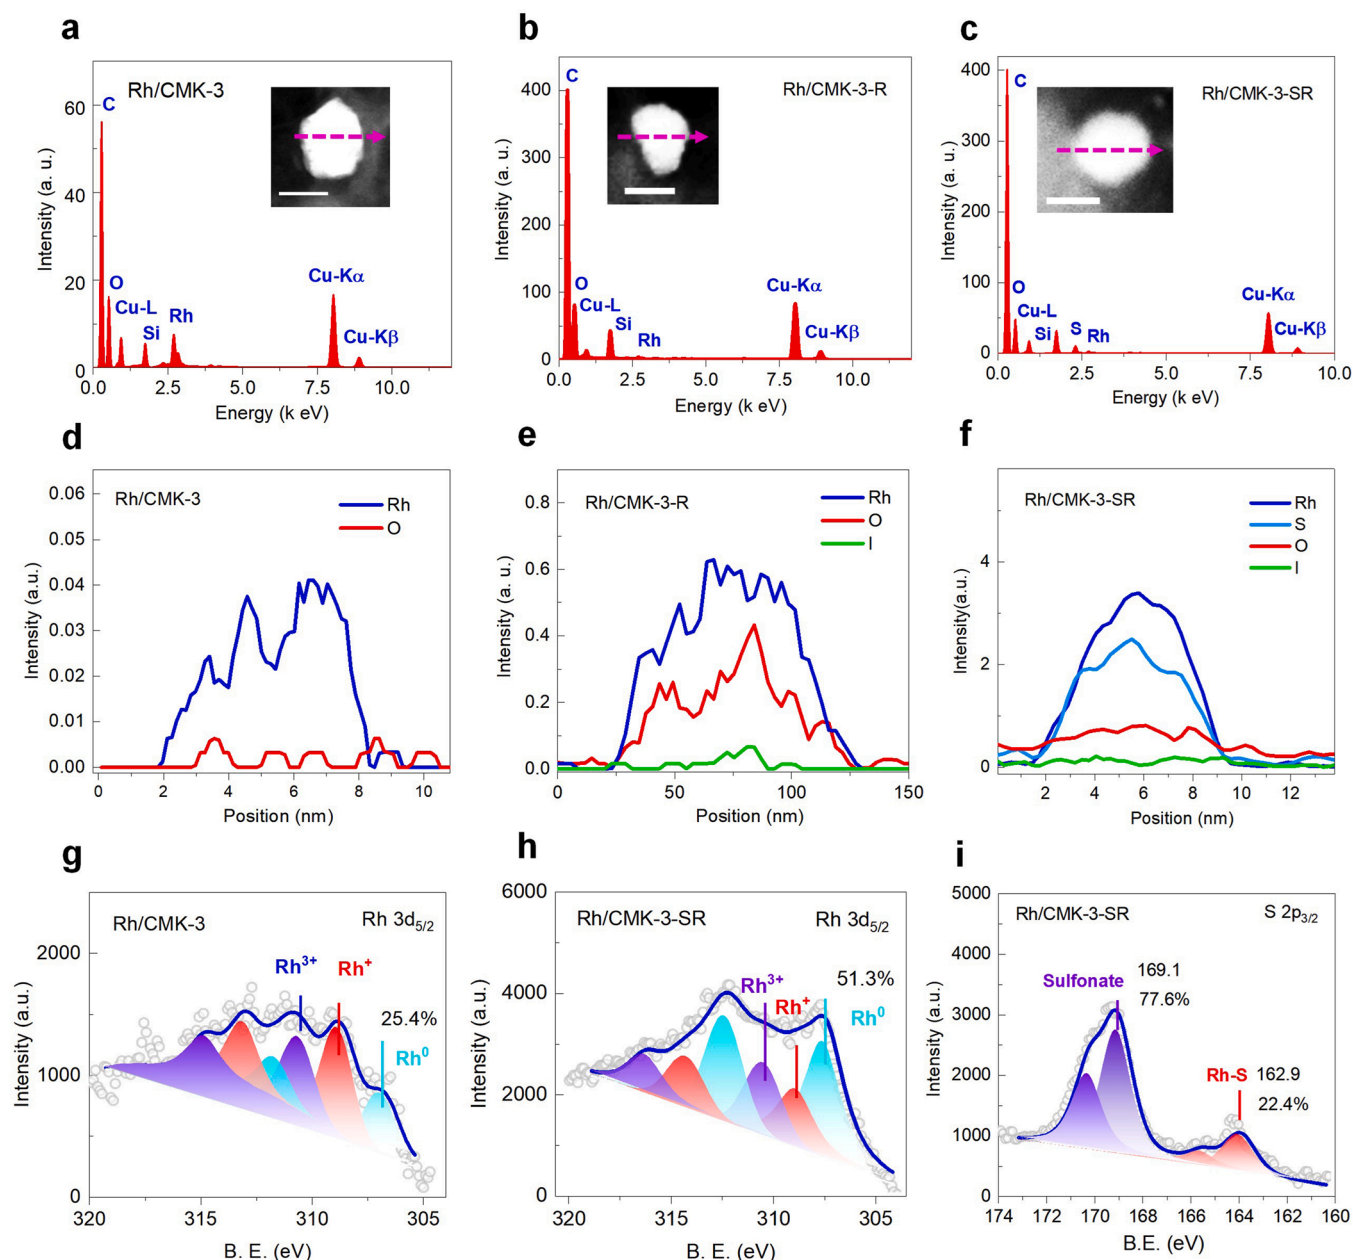 a
Rh/CMK-3
C
O
Cu-L
Si
Rh
Cu-Kα
Cu-Kβ
60
40
20
0
Intensity (a. u.)
0.0 2.5 5.0 7.5 10.0
Energy (k eV)
b
Rh/CMK-3-R
C
O
Cu-L
Si
Rh
Cu-Kα
Cu-Kβ
400
300
200
100
0
Intensity (a. u.)
0.0 2.5 5.0 7.5 10.0
Energy (k eV)
c
Rh/CMK-3-SR
C
O
Cu-L
Si
S
Rh
Cu-Kα
Cu-Kβ
400
300
200
100
0
Intensity (a. u.)
0.0 2.5 5.0 7.5 10.0
Energy (k eV)
d
Rh/CMK-3
Rh
O
0.06
0.05
0.04
0.03
0.02
0.001
0.00
Intensity (a.u.)
0 2 4 6 8 10
Position (nm)
e
Rh/CMK-3-R
Rh
O
I
0.8
0.6
0.4
0.2
0.0
Intensity (a. u.)
0 50 100 150
Position (nm)
f
Rh/CMK-3-SR
Rh
S
O
I
4
2
0
Intensity(a.u.)
2 4 6 8 10 12
Position (nm)
g
Rh/CMK-3
Rh 3d5/2
Rh3+
Rh+
25.4%
Rh0
2000
1000
0
Intensity (a.u.)
320 315 310 305
B. E. (eV)
h
Rh/CMK-3-SR
Rh 3d5/2
51.3%
Rh3+
Rh+
Rh0
6000
4000
2000
0
Intensity (a.u.)
320 315 310 305
B. E. (eV)
i
Rh/CMK-3-SR
S 2p3/2
169.1
Sulfonate
77.6%
Rh-S
162.9
22.4%
5000
4000
3000
2000
1000
0
Intensity (a.u.)
174 172 170 168 166 164 162 160
B.E. (eV)